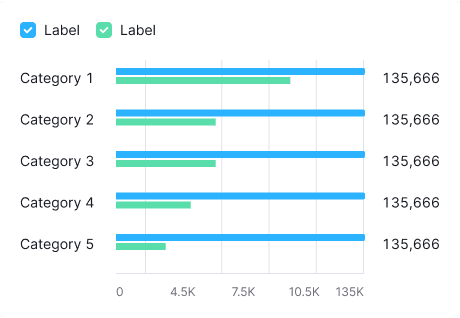 Label Label
Category 1 135,666
Category 2 135,666
Category 3 135,666
Category 4 135,666
Category 5 135,666
0 4.5K 7.5K 10.5K 135K